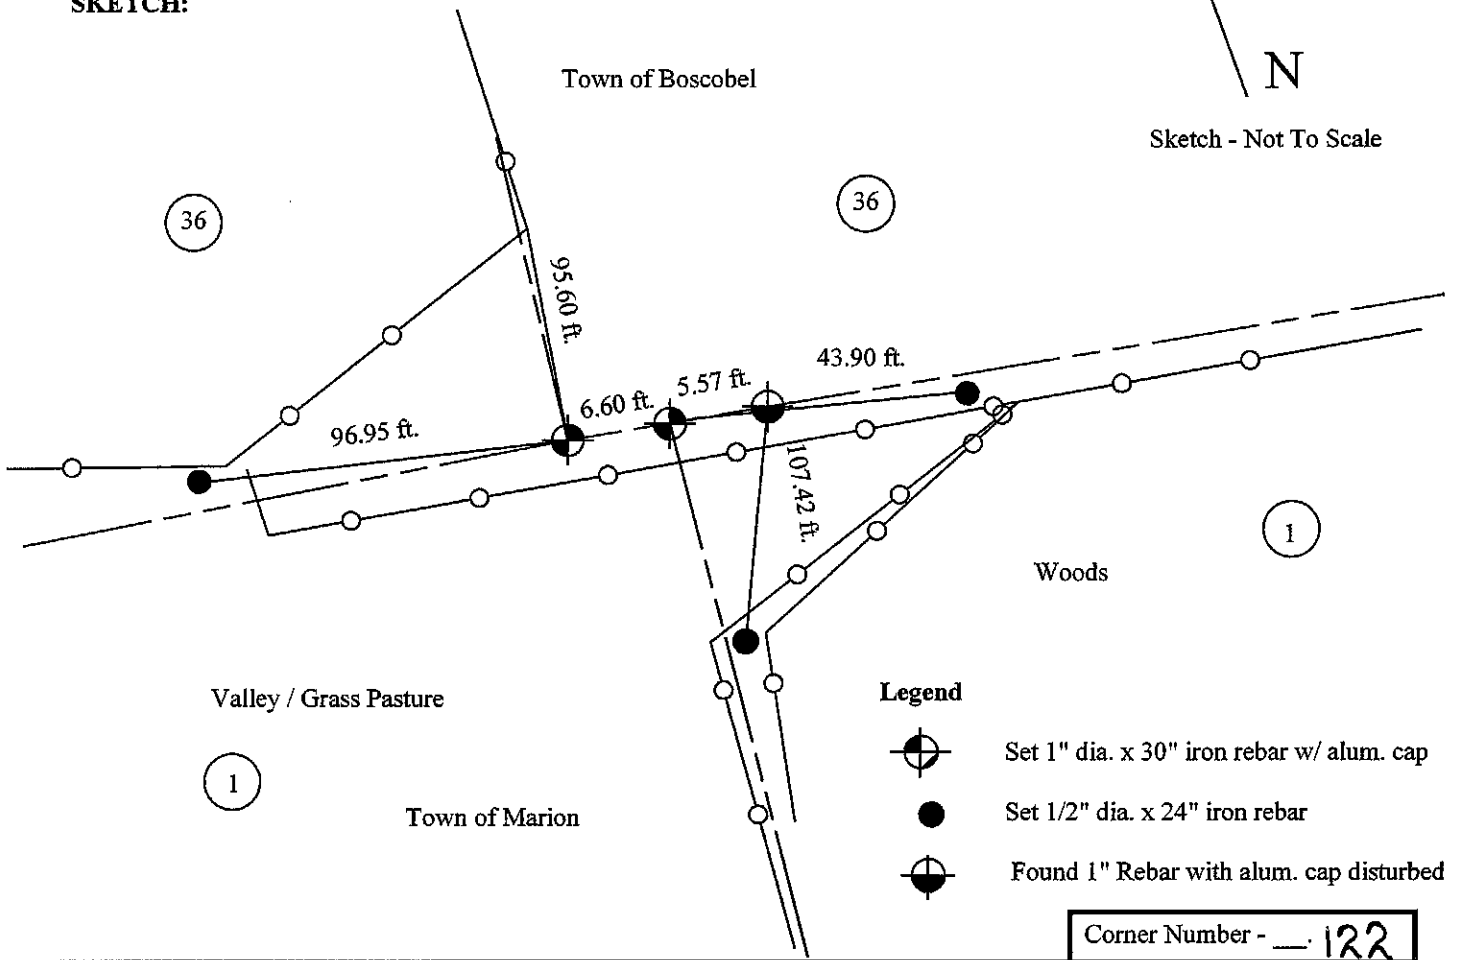 SKETCH:
Town of Boscobel
N
Sketch - Not To Scale
36
36
95.60 ft.
43.90 ft.
5.57 ft.
6.60 ft.
96.95 ft.
107.42 ft.
1
Woods
Valley / Grass Pasture
Legend
Set 1" dia. x 30" iron rebar w/ alum. cap
1
Town of Marion
Set 1/2" dia. x 24" iron rebar
Found 1" Rebar with alum. cap disturbed
Corner Number - __. 122